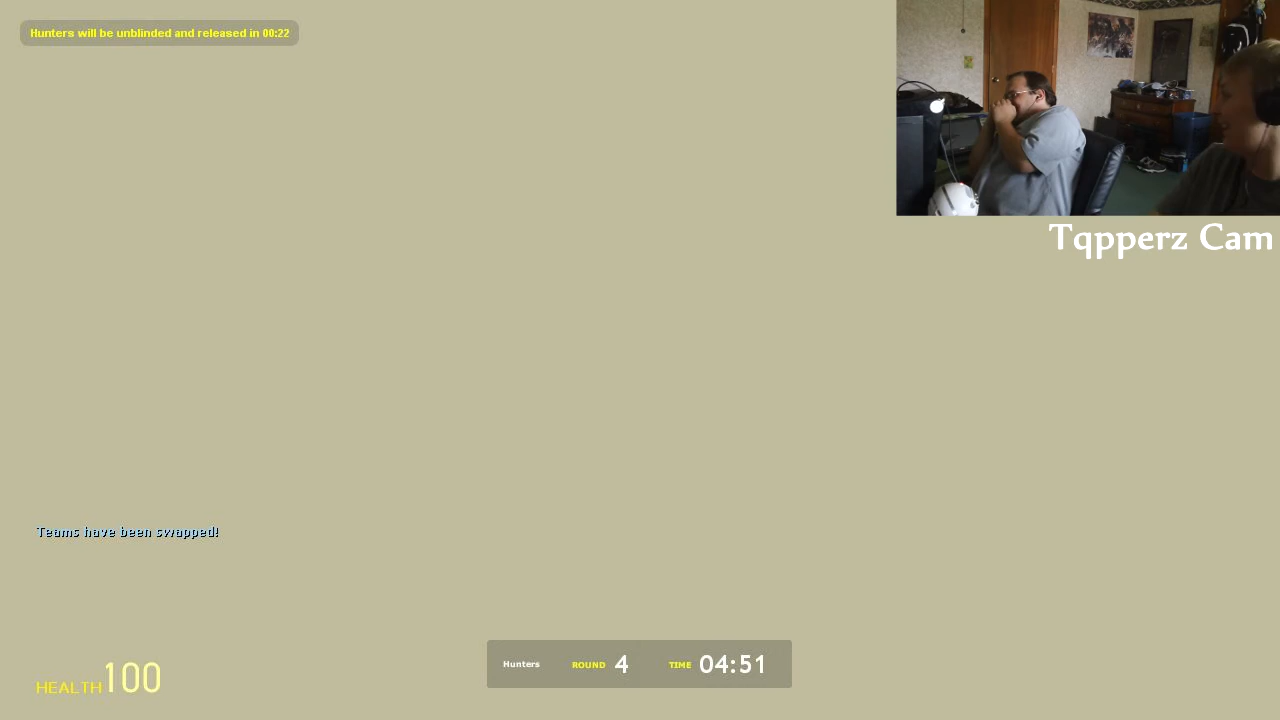 Hunters will be unblinded and released in 00:22
Tqpperz Cam
Teams have been swapped!
Hunters ROUND 4 TIME 04:51
HEALTH 100